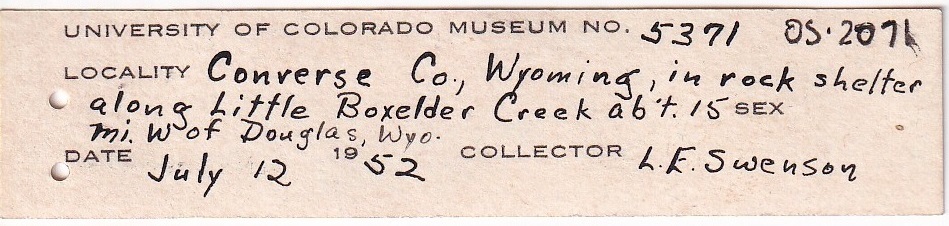 UNIVERSITY OF COLORADO MUSEUM NO. 5371 OS·2071
LOCALITY Converse Co., Wyoming, in rock shelter
along Little Boxelder Creek ab't. 15 SEX
mi. W of Douglas, Wyo.
DATE July 12 1952 COLLECTOR L.E. Swenson